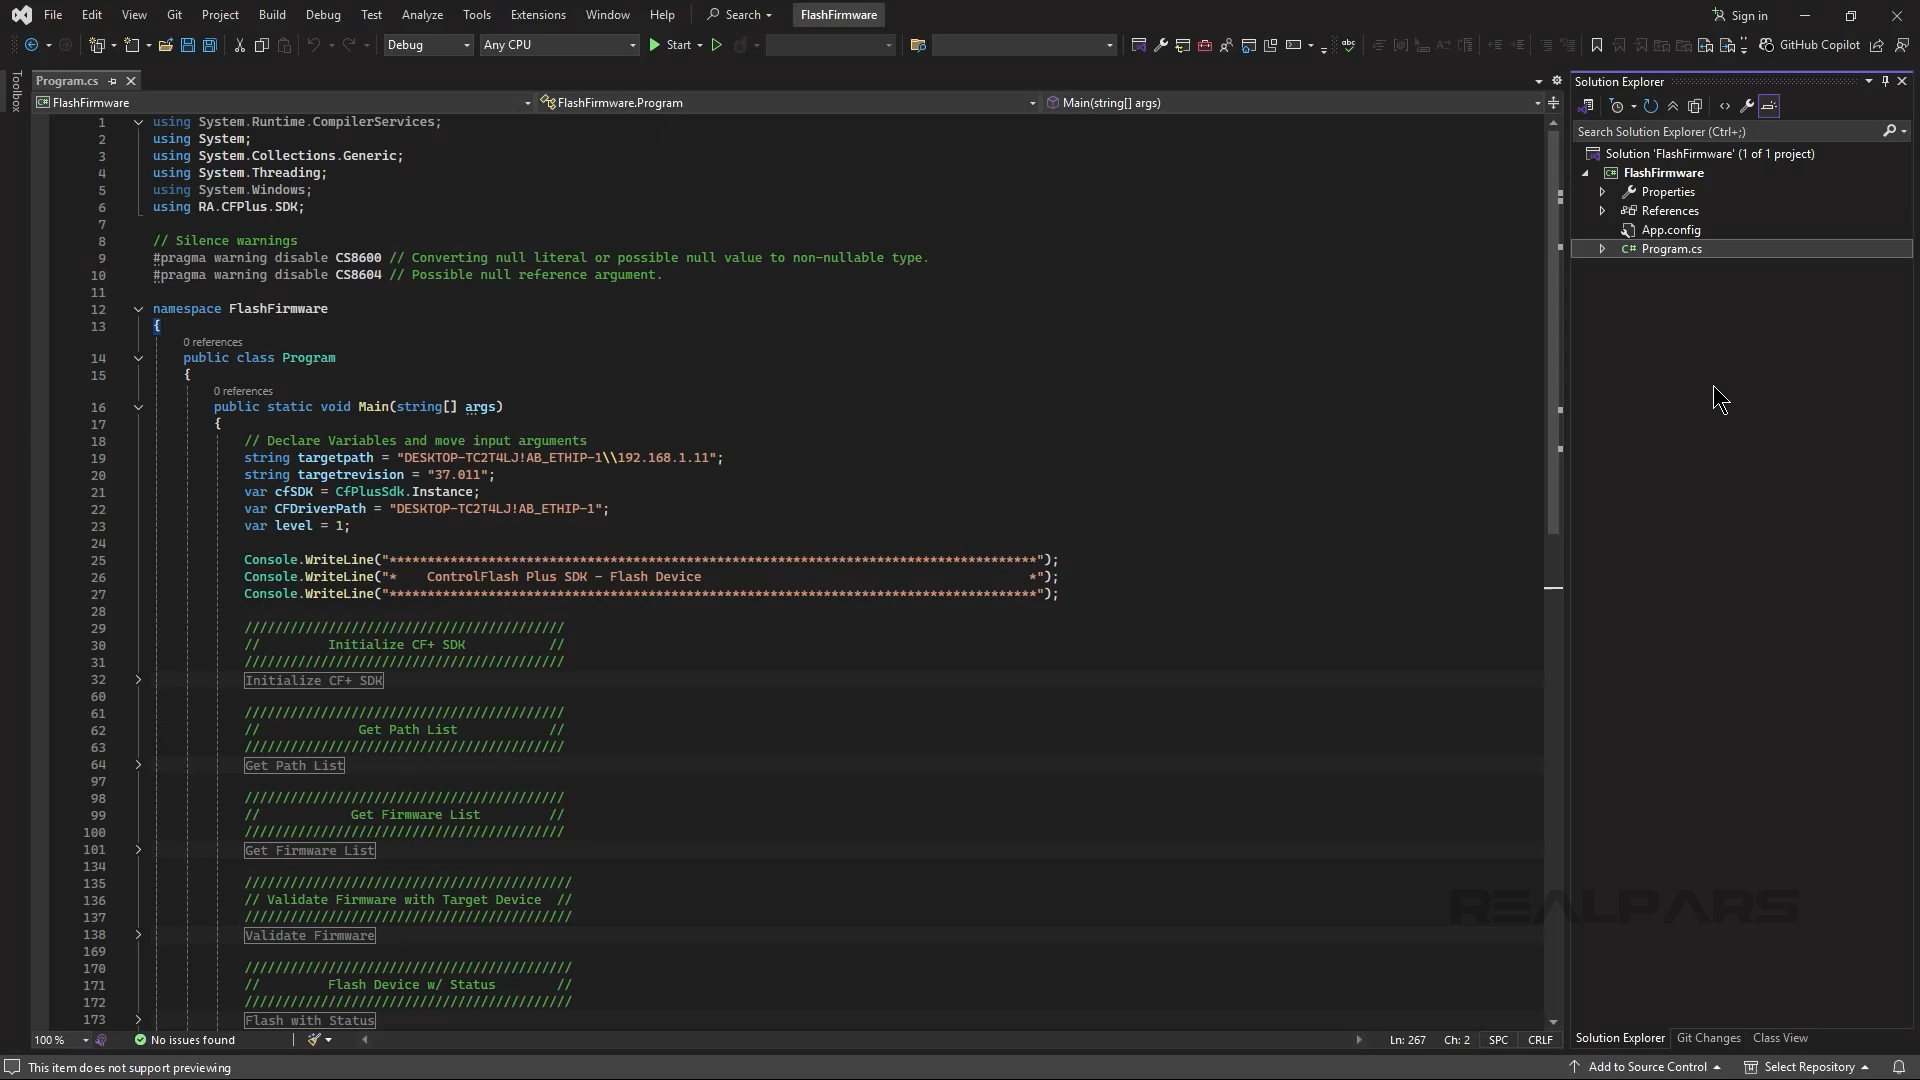 File Edit View Git Project Build Debug Test Analyze Tools Extensions Window Help Search FlashFirmware Sign in
Debug Any CPU Start GitHub Copilot
Toolbox
Program.cs
FlashFirmware FlashFirmware.Program Main(string[] args)
1 using System.Runtime.CompilerServices;
2 using System;
3 using System.Collections.Generic;
4 using System.Threading;
5 using System.Windows;
6 using RA.CFPlus.SDK;
7
8 // Silence warnings
9 #pragma warning disable CS8600 // Converting null literal or possible null value to non-nullable type.
10 #pragma warning disable CS8604 // Possible null reference argument.
11
12 namespace FlashFirmware
13 {
0 references
14 public class Program
15 {
0 references
16 public static void Main(string[] args)
17 {
18 // Declare Variables and move input arguments
19 string targetpath = "DESKTOP-TC2T4LJ!AB_ETHIP-1\\192.168.1.11";
20 string targetrevision = "37.011";
21 var cfSDK = CfPlusSdk.Instance;
22 var CFDriverPath = "DESKTOP-TC2T4LJ!AB_ETHIP-1";
23 var level = 1;
24
25 Console.WriteLine("*************************************************************************************");
26 Console.WriteLine("*    ControlFlash Plus SDK - Flash Device                                           *");
27 Console.WriteLine("*************************************************************************************");
28
29 //////////////////////////////////////////
30 //         Initialize CF+ SDK           //
31 //////////////////////////////////////////
32 Initialize CF+ SDK
60
61 //////////////////////////////////////////
62 //             Get Path List            //
63 //////////////////////////////////////////
64 Get Path List
97
98 //////////////////////////////////////////
99 //            Get Firmware List         //
100 //////////////////////////////////////////
101 Get Firmware List
134
135 ///////////////////////////////////////////
136 // Validate Firmware with Target Device  //
137 ///////////////////////////////////////////
138 Validate Firmware
169
170 ///////////////////////////////////////////
171 //         Flash Device w/ Status        //
172 ///////////////////////////////////////////
173 Flash with Status
100 % No issues found Ln: 267 Ch: 2 SPC CRLF
Solution Explorer
Search Solution Explorer (Ctrl+;)
Solution 'FlashFirmware' (1 of 1 project)
FlashFirmware
Properties
References
App.config
C# Program.cs
REALPARS
Solution Explorer Git Changes Class View
This item does not support previewing Add to Source Control Select Repository